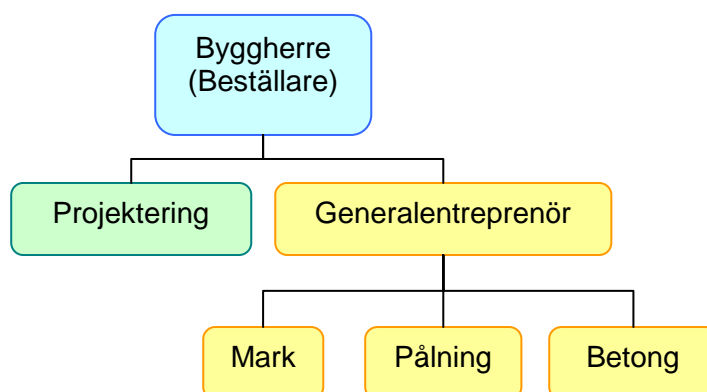 Byggherre
(Beställare)
Projektering
Generalentreprenör
Mark
Pålning
Betong